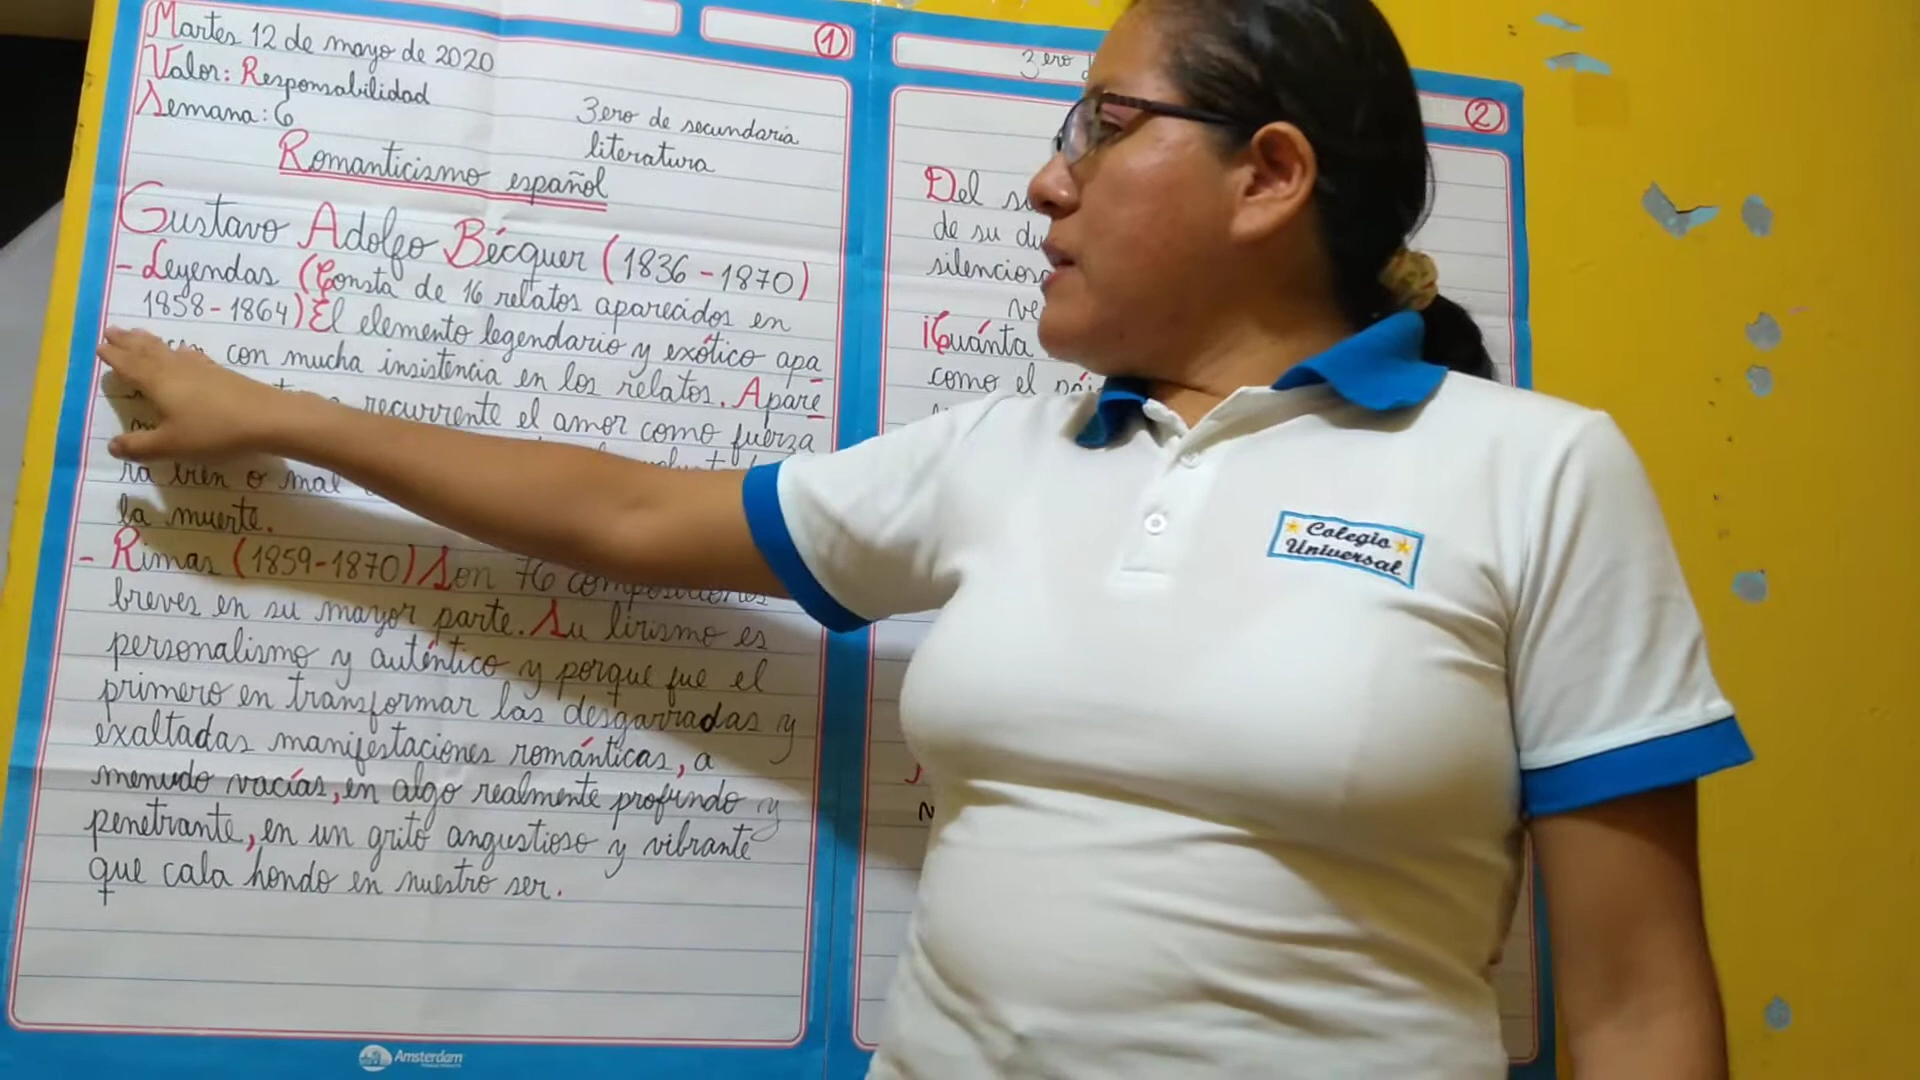 Martes 12 de mayo de 2020
Valor: Responsabilidad
Semana: 6
3ero de secundaria
literatura
Romanticismo español
Gustavo Adolfo Bécquer (1836-1870)
- Leyendas (Consta de 16 relatos aparecidos en
1858-1864) El elemento legendario y exótico apa
con mucha insistencia en los relatos. Apare
recurrente el amor como fuerza
ra bien o mal
la muerte.
- Rimas (1859-1870) Son 76 composiciones
breves en su mayor parte. Su lirismo es
personalismo y auténtico y porque fue el
primero en transformar las desgarradas y
exaltadas manifestaciones románticas, a
menudo vacías, en algo realmente profundo y
penetrante, en un grito angustioso y vibrante
que cala hondo en nuestro ser.
Amsterdam
1
3ero
2
Del
de su
¡Cuánta
como el
Colegio
Universal